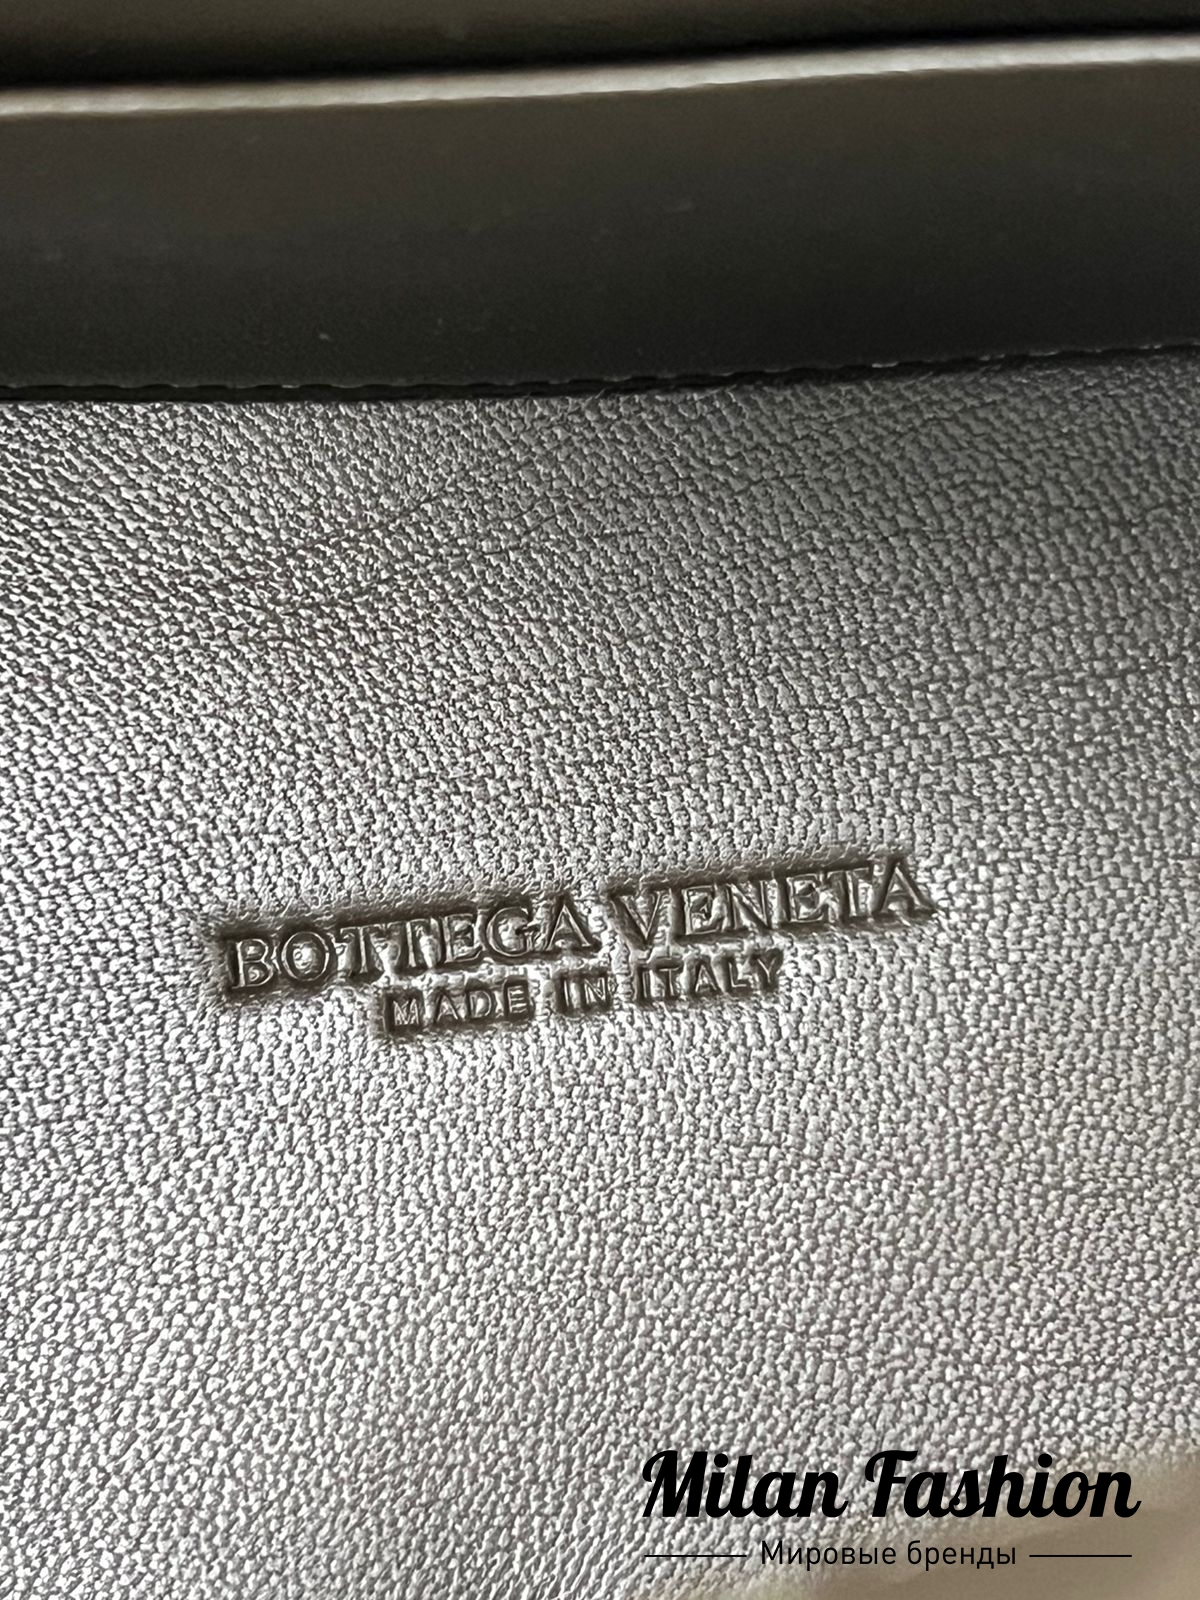 BOTTEGA VENETA
MADE IN ITALY
Milan Fashion
Мировые бренды